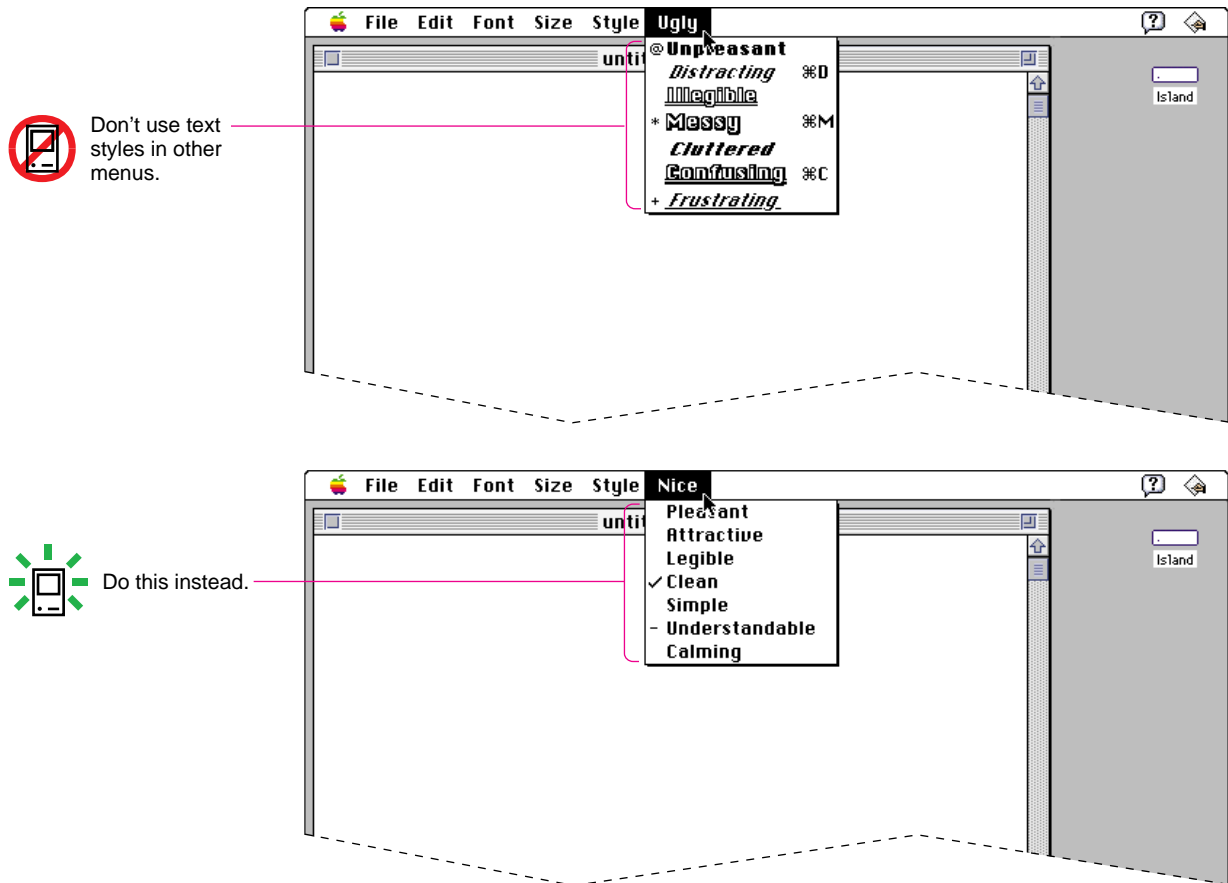 File Edit Font Size Style Ugly
untit
@ Unpleasant
Distracting ⌘D
Illegible
* Messy ⌘M
Cluttered
Confusing ⌘C
+ Frustrating
Island
Don’t use text
styles in other
menus.
File Edit Font Size Style Nice
untit
Pleasant
Attractive
Legible
✓ Clean
Simple
– Understandable
Calming
Island
Do this instead.